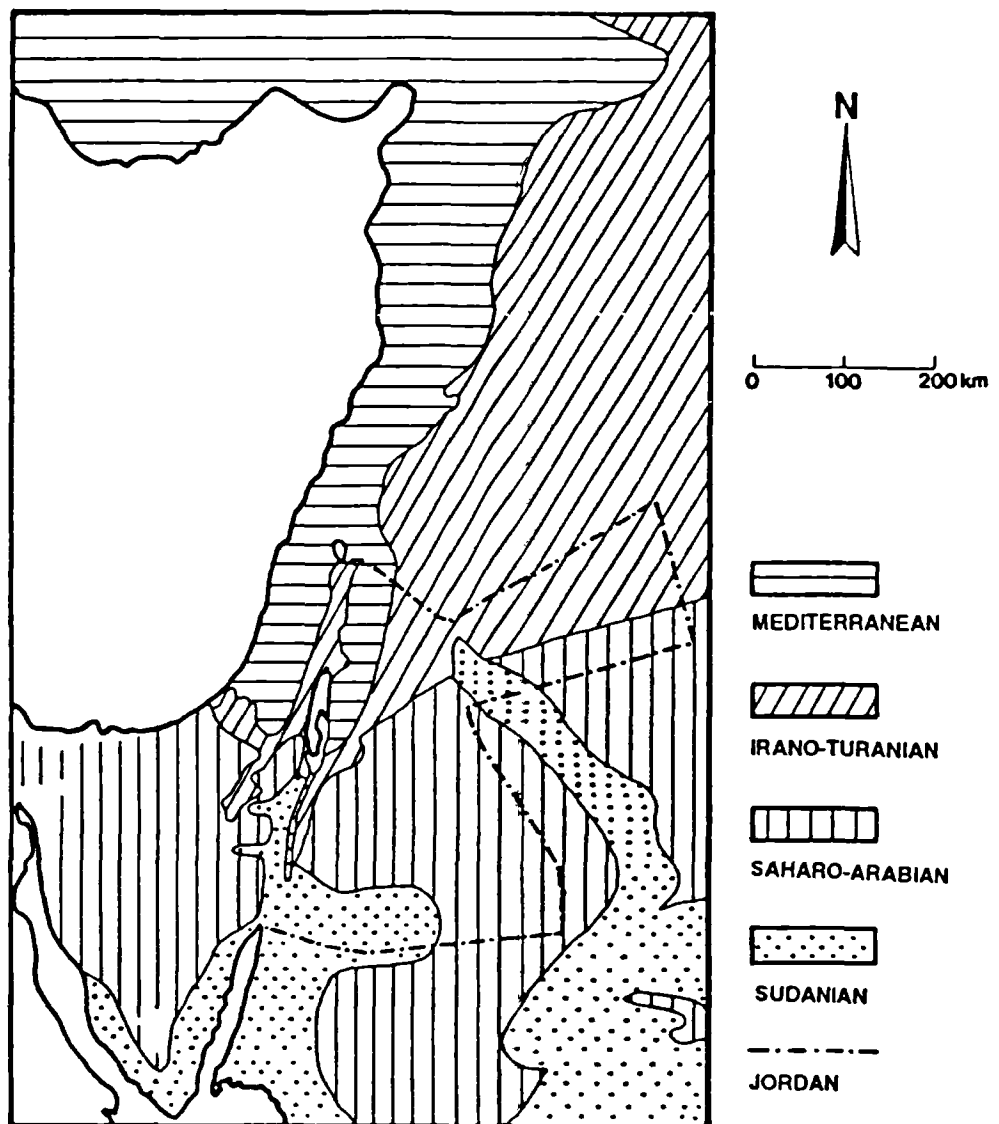 N
0 100 200 km
MEDITERRANEAN
IRANO-TURANIAN
SAHARO-ARABIAN
SUDANIAN
JORDAN